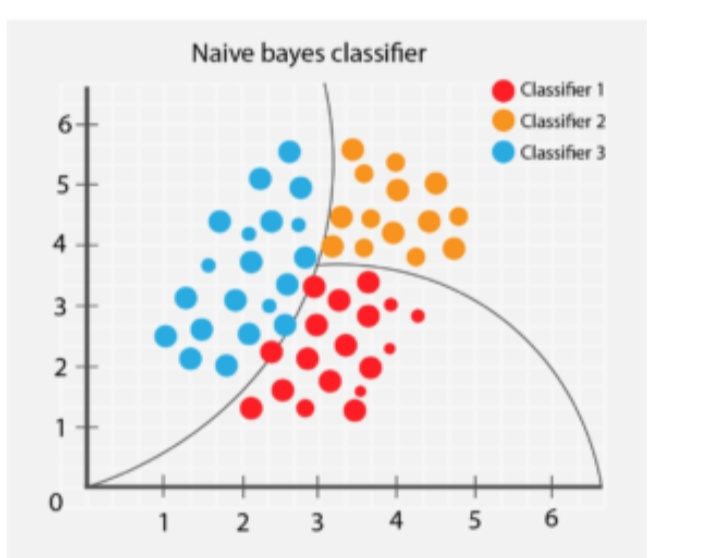 Naive bayes classifier
Classifier 1
Classifier 2
Classifier 3
6
5
4
3
2
1
0
1 2 3 4 5 6